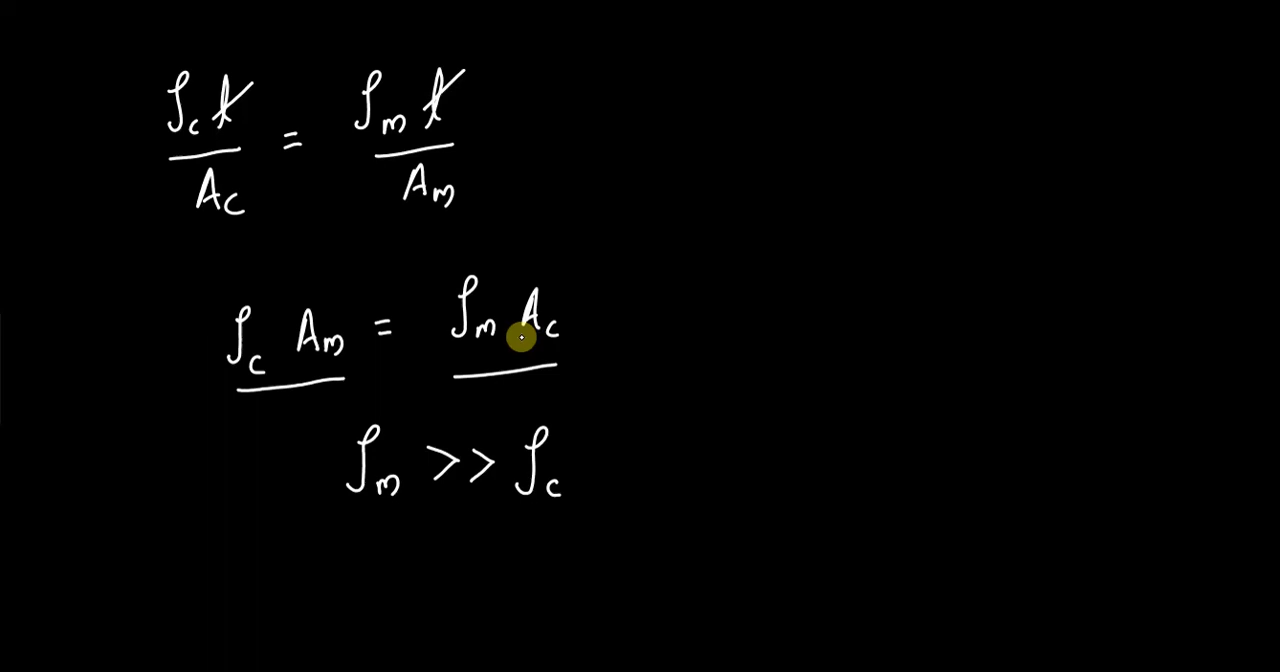 ρc l / Ac = ρm l / Am
ρc Am = ρm Ac
ρm >> ρc